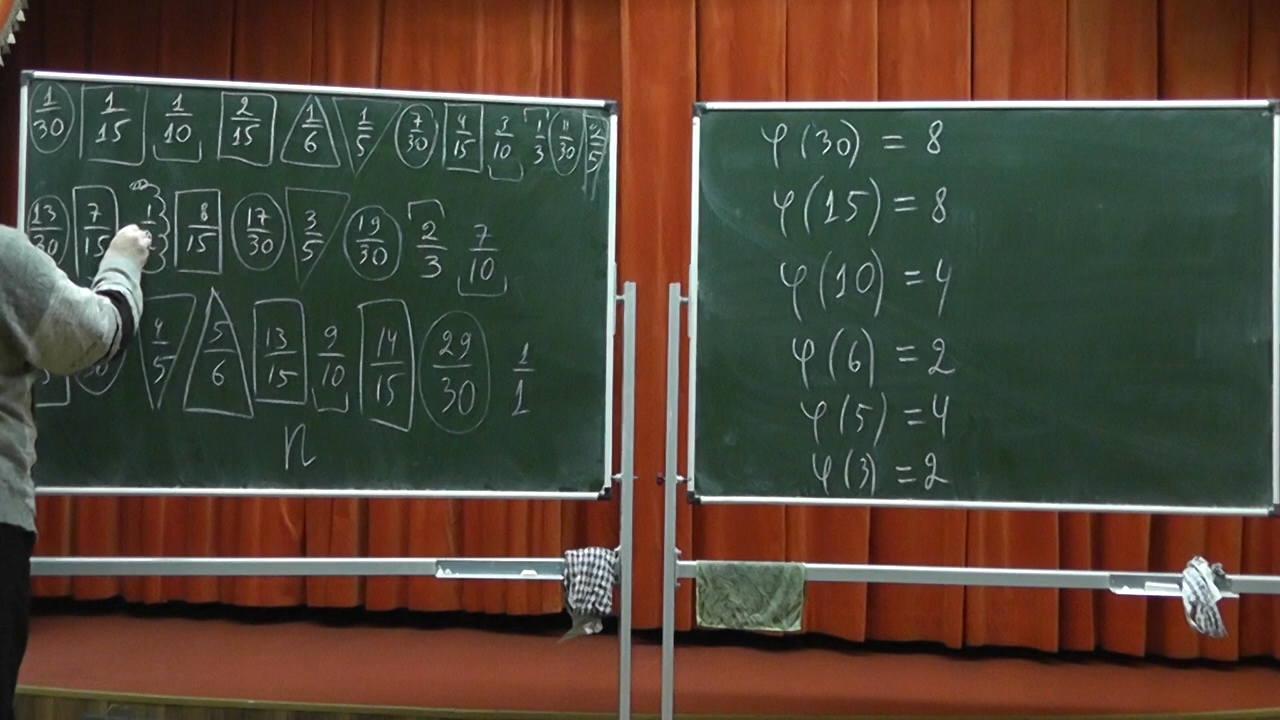 1/30 1/15 1/10 2/15 1/6 1/5 7/30 4/15 3/10 1/3 11/30 2/5
13/30 7/15 1 8/15 17/30 3/5 19/30 2/3 7/10
4/5 5/6 13/15 9/10 14/15 29/30 1/1
n
φ(30) = 8
φ(15) = 8
φ(10) = 4
φ(6) = 2
φ(5) = 4
φ(3) = 2